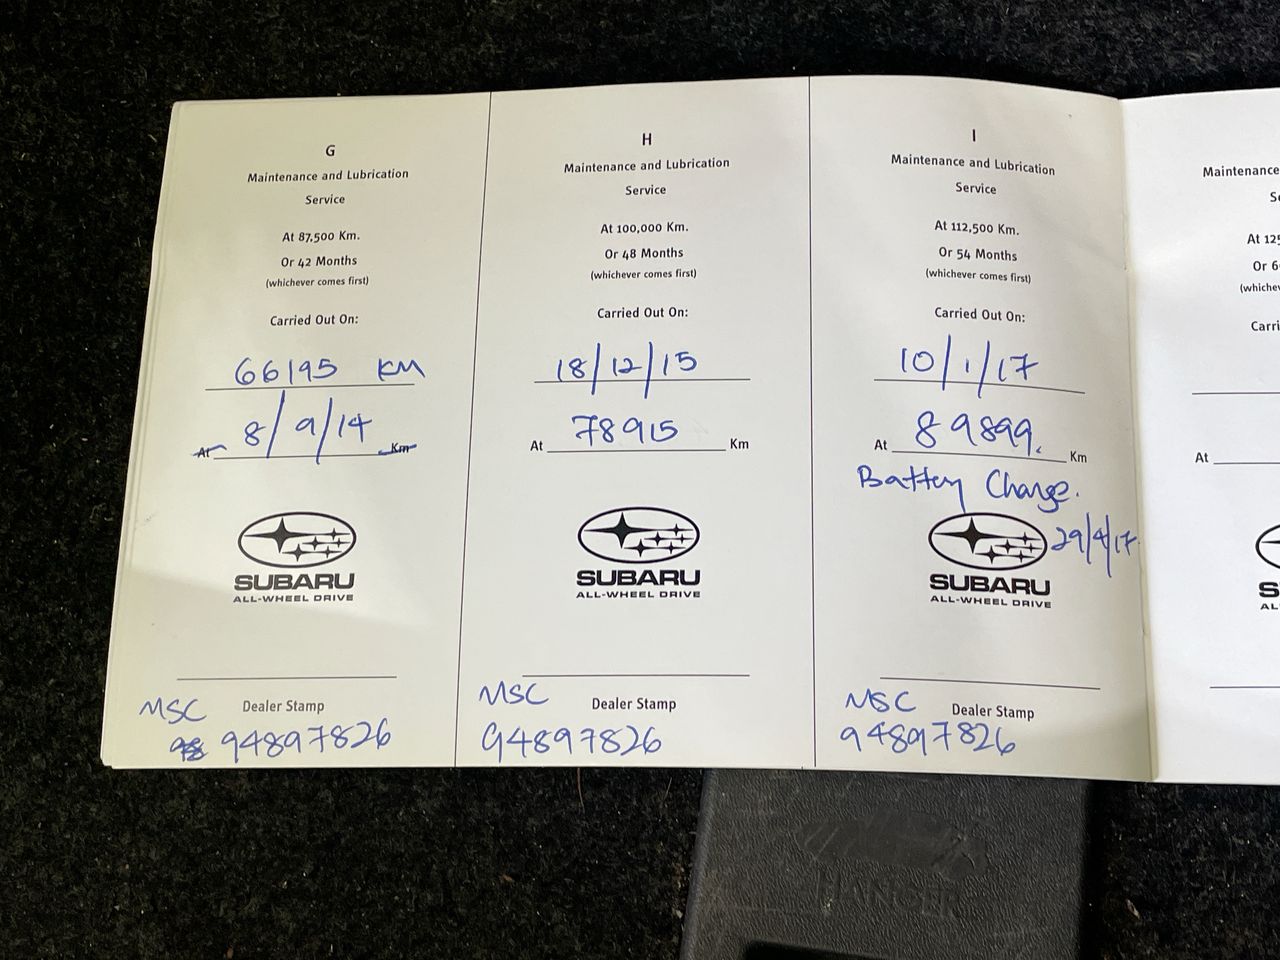 G
Maintenance and Lubrication
Service
At 87,500 Km.
Or 42 Months
(whichever comes first)
Carried Out On:
66195 KM
8/9/14
At Km
SUBARU
ALL-WHEEL DRIVE
MSC Dealer Stamp
94897826
H
Maintenance and Lubrication
Service
At 100,000 Km.
Or 48 Months
(whichever comes first)
Carried Out On:
18/12/15
At 78915 Km
SUBARU
ALL-WHEEL DRIVE
MSC Dealer Stamp
94897826
I
Maintenance and Lubrication
Service
At 112,500 Km.
Or 54 Months
(whichever comes first)
Carried Out On:
10/1/17
At 89899. Km
Battery Change.
29/4/17
SUBARU
ALL-WHEEL DRIVE
MSC Dealer Stamp
94897826
Maintenance
At
HANGER